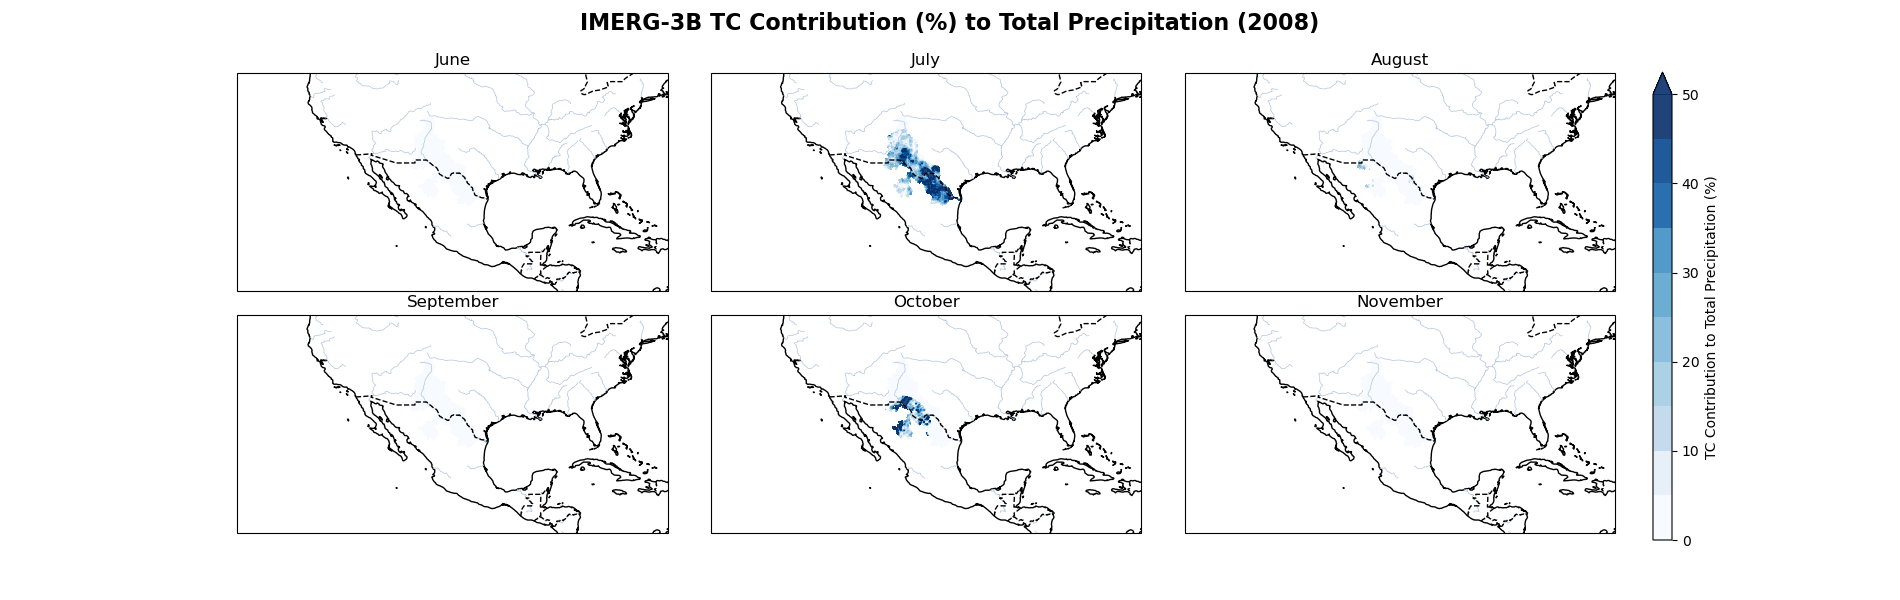 IMERG-3B TC Contribution (%) to Total Precipitation (2008)
June
July
August
September
October
November
50
40
30
20
10
0
TC Contribution to Total Precipitation (%)